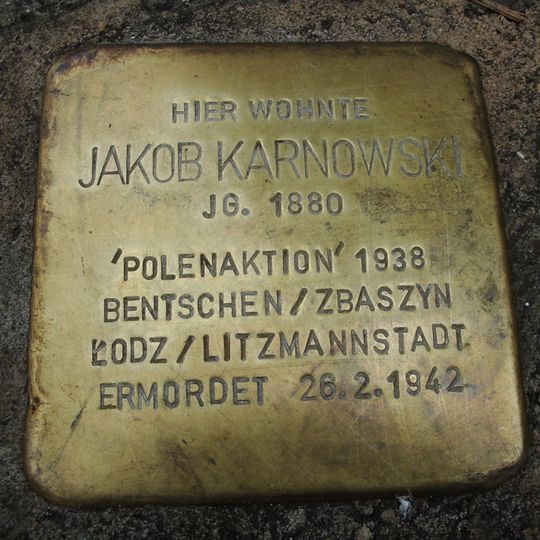 HIER WOHNTE
JAKOB KARNOWSKI
JG. 1880
'POLENAKTION' 1938
BENTSCHEN/ZBASZYN
ŁODZ/LITZMANNSTADT
ERMORDET 26.2.1942